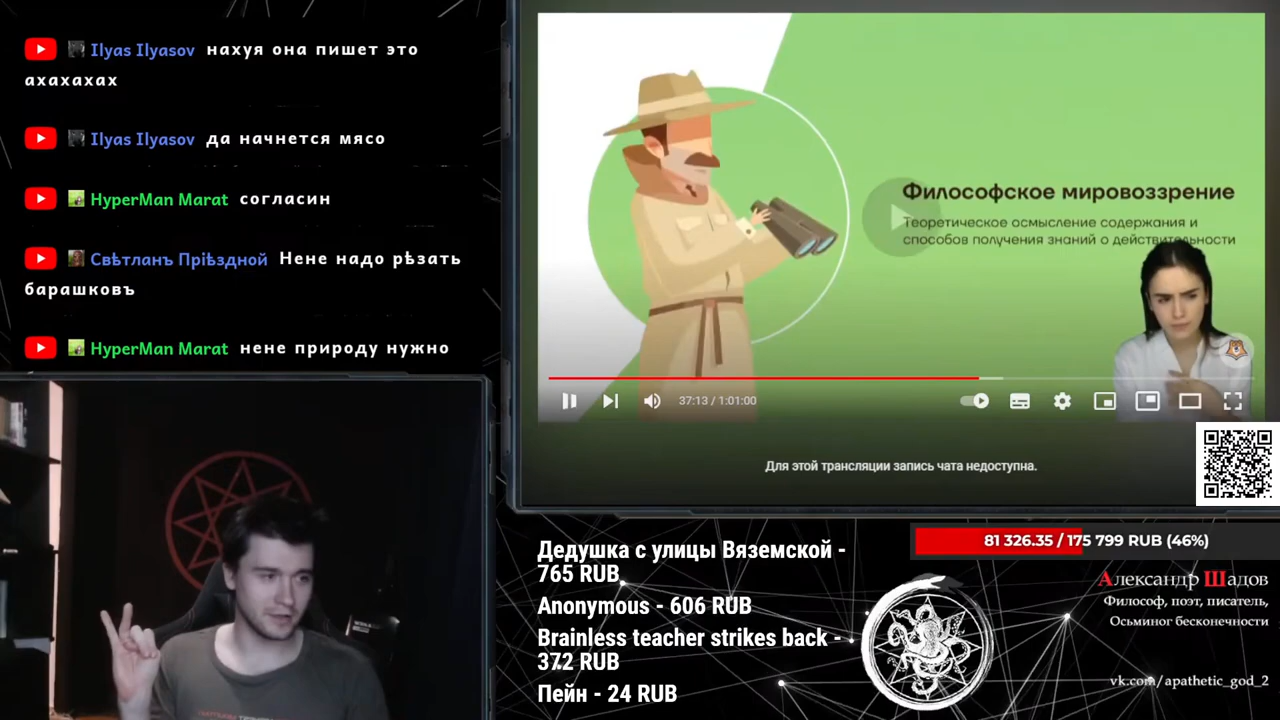 Ilyas Ilyasov нахуя она пишет это
ахахахах
Ilyas Ilyasov да начнется мясо
HyperMan Marat согласин
Свѣтланъ Прiѣздной Нене надо рѣзать
барашковъ
HyperMan Marat нене природу нужно
Философское мировоззрение
Теоретическое осмысление содержания и
способов получения знаний о действительности
37:13 / 1:01:00
Для этой трансляции запись чата недоступна.
Дедушка с улицы Вяземской -
765 RUB
Anonymous - 606 RUB
Brainless teacher strikes back -
372 RUB
Пейн - 24 RUB
81 326.35 / 175 799 RUB (46%)
Александр Шадов
Философ, поэт, писатель,
Осьминог бесконечности
vk.com/apathetic_god_2